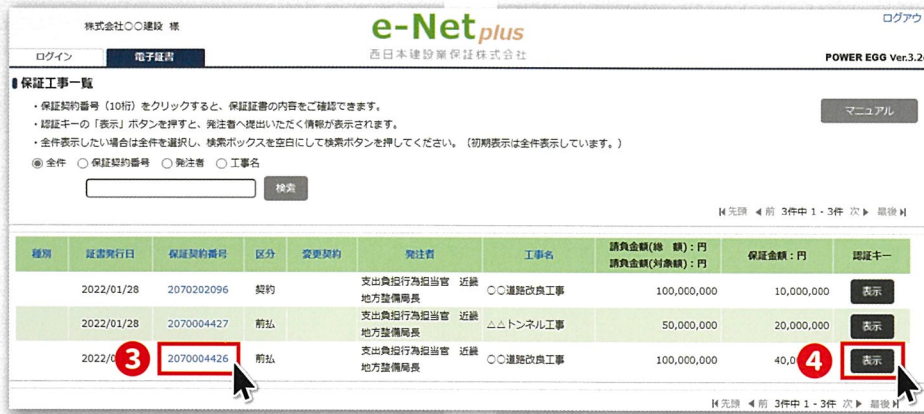 株式会社〇〇建設 様
e-Net plus
西日本建設業保証株式会社
ログアウ
ログイン
電子証書
POWER EGG Ver.3.2
保証工事一覧
・保証契約番号(10桁)をクリックすると、保証証書の内容をご確認できます。
・認証キーの「表示」ボタンを押すと、発注者へ提出いただく情報が表示されます。
・全件表示したい場合は全件を選択し、検索ボックスを空白にして検索ボタンを押してください。(初期表示は全件表示しています。)
マニュアル
全件 保証契約番号 発注者 工事名
検索
先頭 前 3件中 1 - 3件 次 最後
種別 証書発行日 保証契約番号 区分 変更契約 発注者 工事名 請負金額(総 額):円 保証金額:円 認証キー
請負金額(対象額):円
2022/01/28 2070202096 契約 支出負担行為担当官 近畿 〇〇道路改良工事 100,000,000 10,000,000 表示
地方整備局長
2022/01/28 2070004427 前払 支出負担行為担当官 近畿 △△トンネル工事 50,000,000 20,000,000 表示
地方整備局長
2022/0 3 2070004426 前払 支出負担行為担当官 近畿 〇〇道路改良工事 100,000,000 40,0 4 表示
地方整備局長
先頭 前 3件中 1 - 3件 次 最後